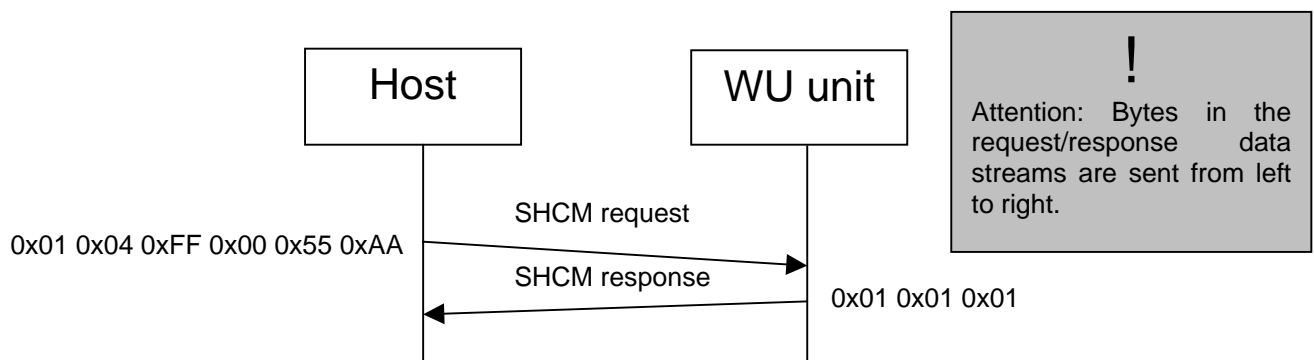 Host
WU unit
!
Attention: Bytes in the
request/response data
streams are sent from left
to right.
SHCM request
0x01 0x04 0xFF 0x00 0x55 0xAA
SHCM response
0x01 0x01 0x01